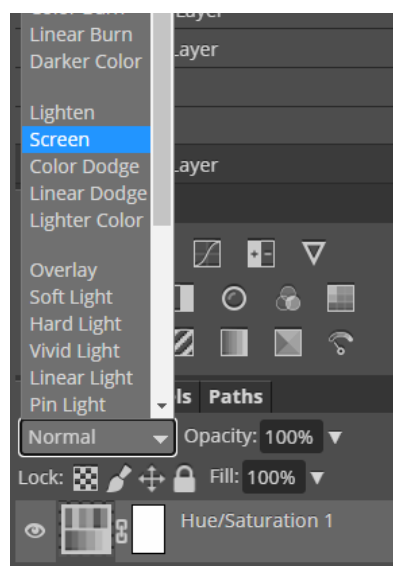 Linear Burn
Layer
Darker Color
Lighten
Screen
Color Dodge
Layer
Linear Dodge
Lighter Color
Overlay
Soft Light
Hard Light
Vivid Light
Linear Light
Pin Light
ls Paths
Normal
Opacity: 100%
Lock:
Fill: 100%
Hue/Saturation 1